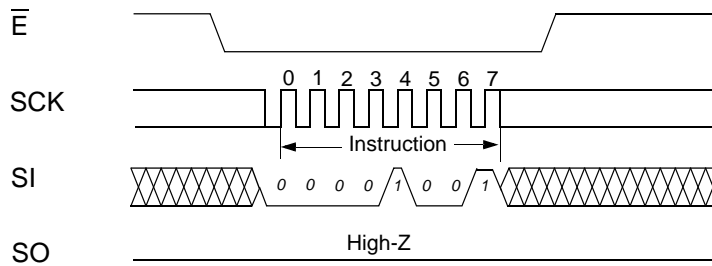 E
SCK
0 1 2 3 4 5 6 7
Instruction
SI
0 0 0 0 1 0 0 1
High-Z
SO